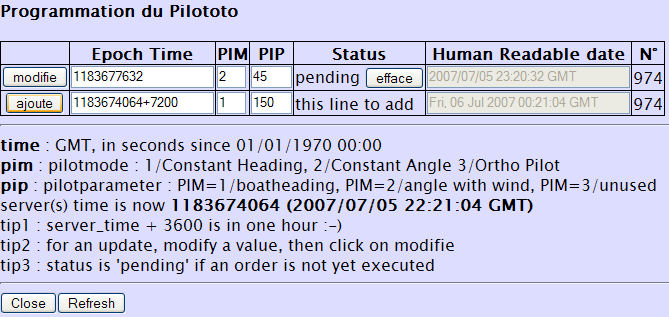 Programmation du Pilototo
Epoch Time PIM PIP Status Human Readable date N°
modifie 1183677632 2 45 pending efface 2007/07/05 23:20:32 GMT 974
ajoute 1183674064+7200 1 150 this line to add Fri, 06 Jul 2007 00:21:04 GMT 974
time : GMT, in seconds since 01/01/1970 00:00
pim : pilotmode : 1/Constant Heading, 2/Constant Angle 3/Ortho Pilot
pip : pilotparameter : PIM=1/boatheading, PIM=2/angle with wind, PIM=3/unused
server(s) time is now 1183674064 (2007/07/05 22:21:04 GMT)
tip1 : server_time + 3600 is in one hour :-)
tip2 : for an update, modify a value, then click on modifie
tip3 : status is 'pending' if an order is not yet executed
Close Refresh